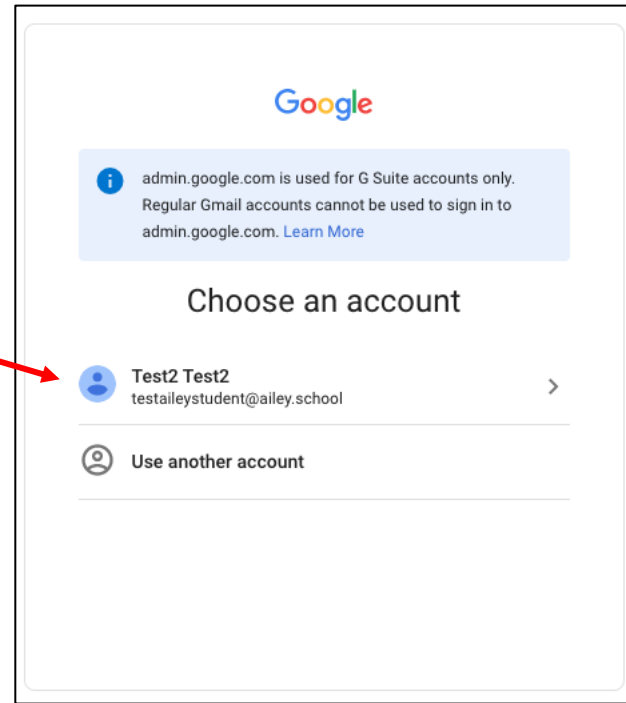 Google
admin.google.com is used for G Suite accounts only.
Regular Gmail accounts cannot be used to sign in to
admin.google.com. Learn More
Choose an account
Test2 Test2
testaileystudent@ailey.school
Use another account